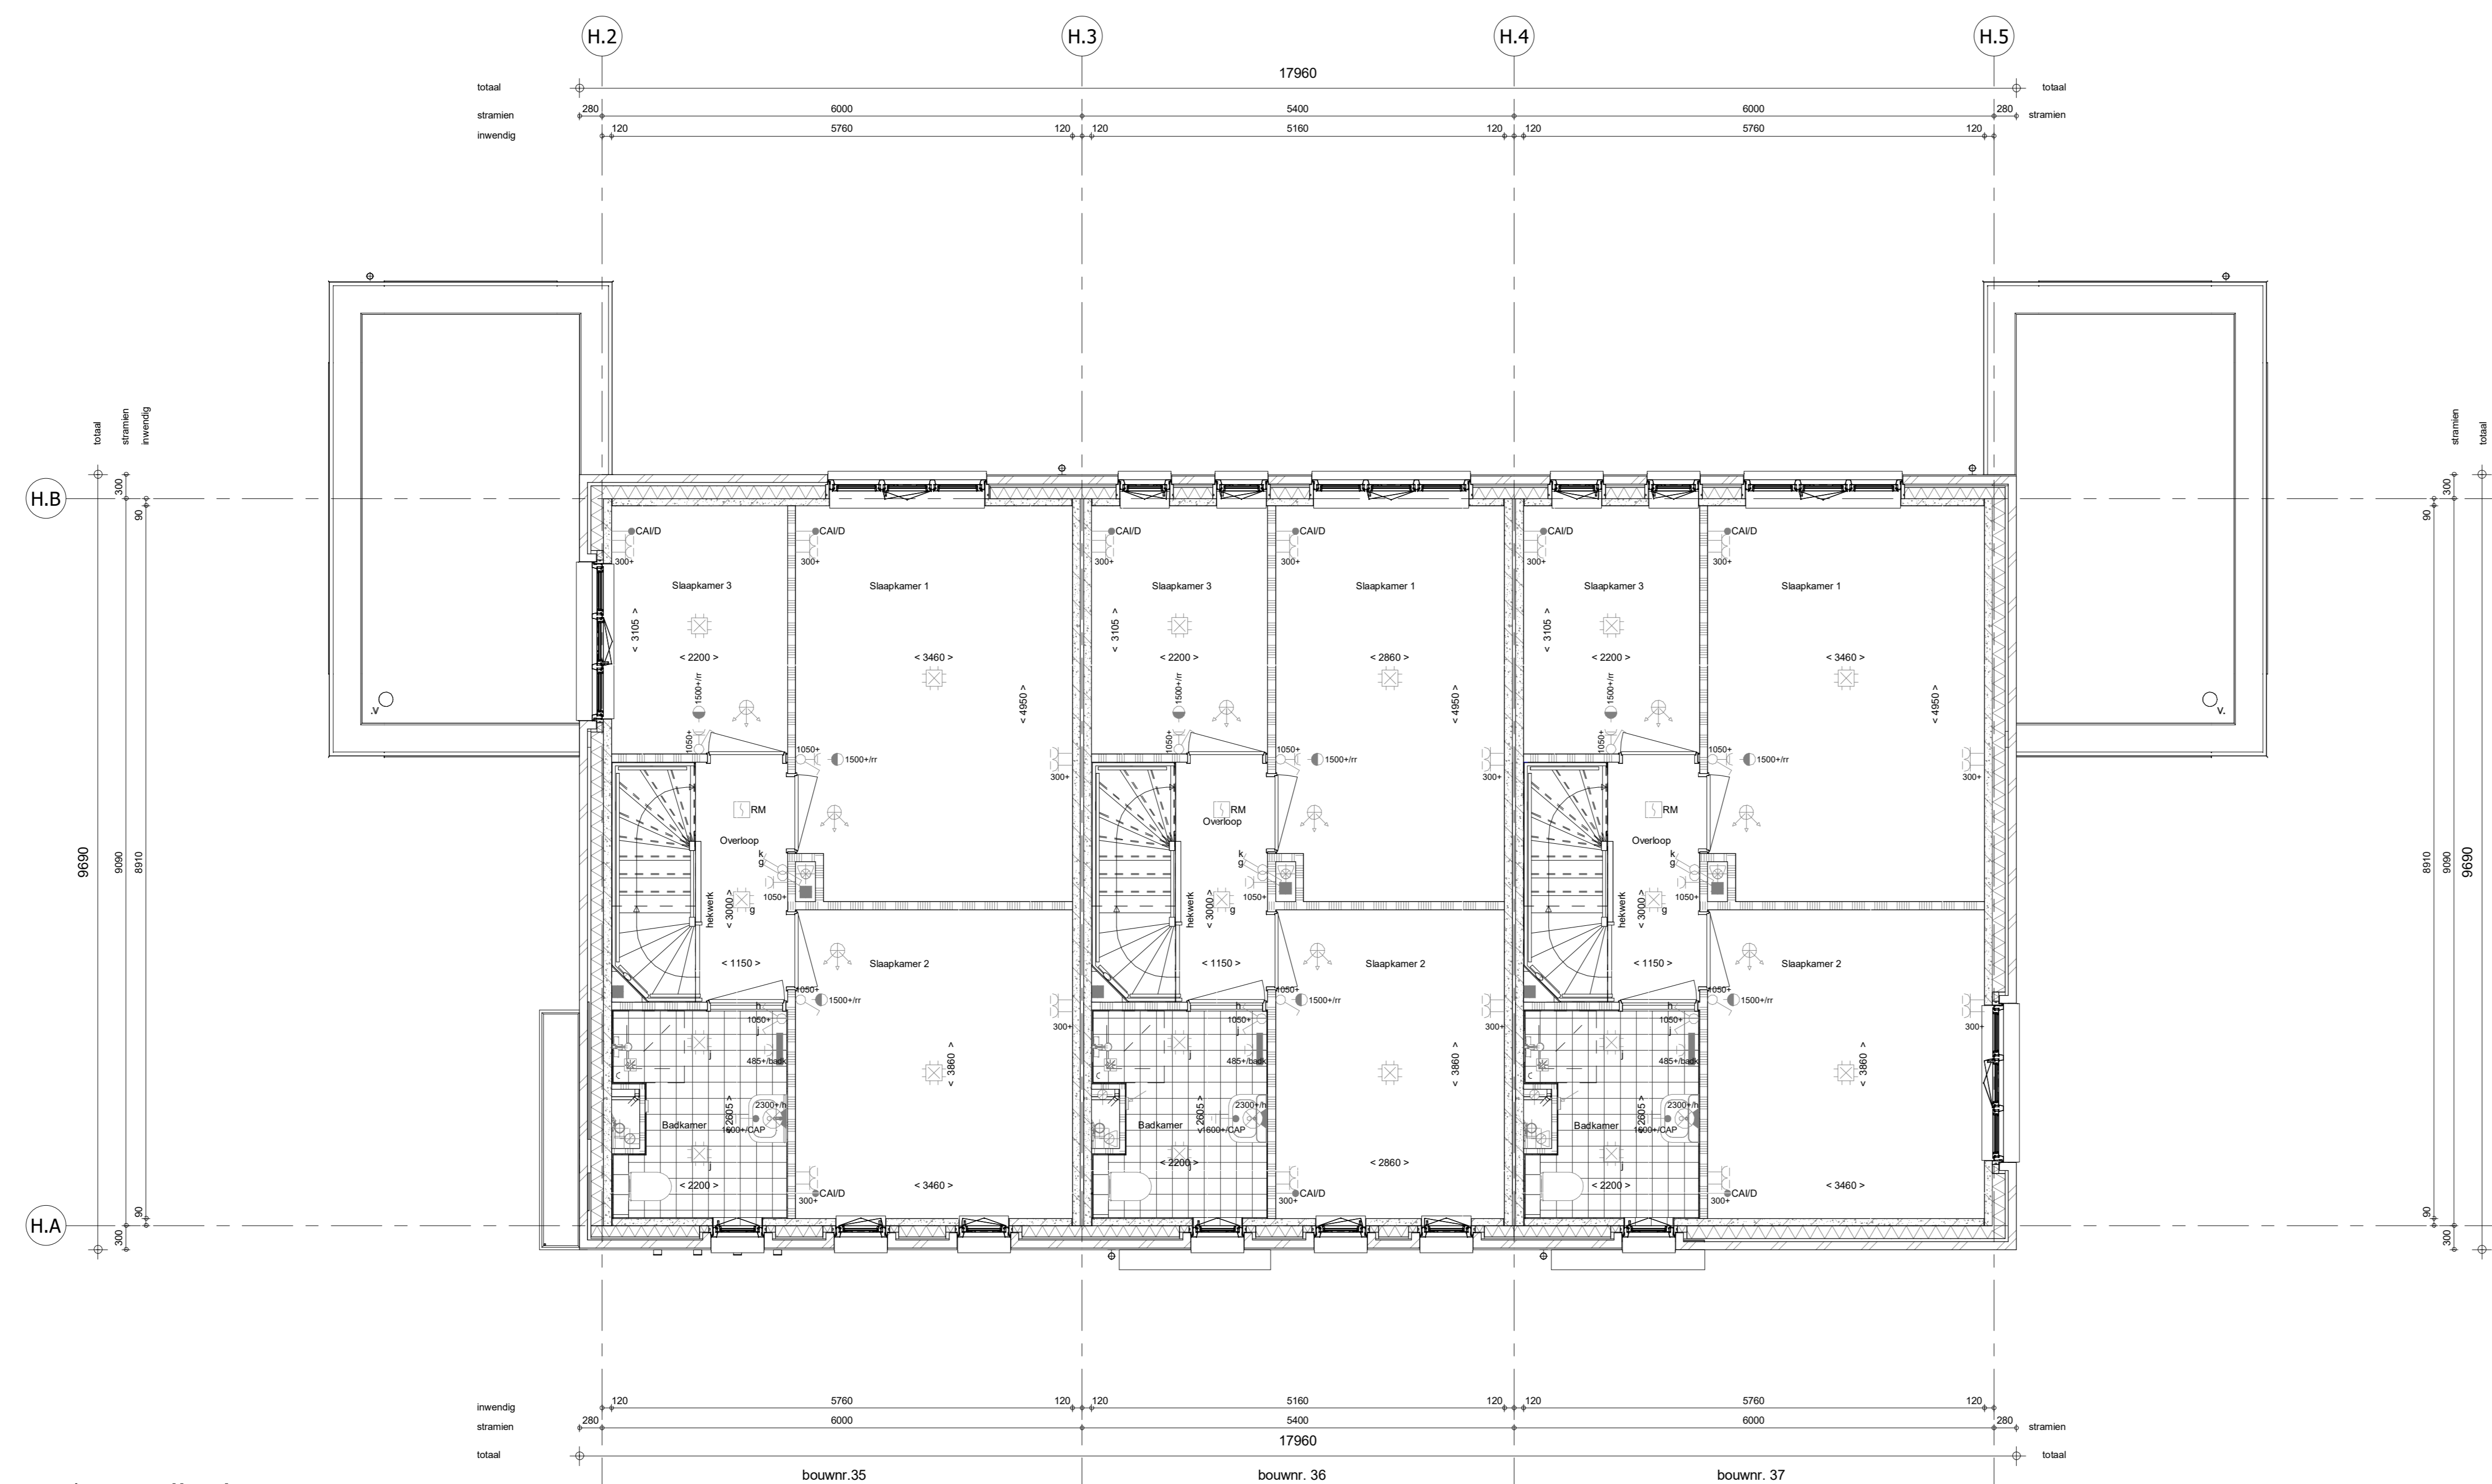 H.2 H.3 H.4 H.5
17960
totaal totaal
280 6000 5400 6000 280
stramien stramien
120 5760 120 120 5160 120 120 5760 120
inwendig
totaal stramien inwendig stramien totaal
300 300
H.B H.B
90 90
CAI/D CAI/D CAI/D CAI/D CAI/D CAI/D
300+ 300+ 300+ 300+ 300+ 300+
Slaapkamer 3 Slaapkamer 1 Slaapkamer 3 Slaapkamer 1 Slaapkamer 3 Slaapkamer 1
< 3105 > < 3105 > < 3105 >
< 2200 > < 3460 > < 2200 > < 2860 > < 2200 > < 3460 >
1500+/rr 1500+/rr 1500+/rr
< 4950 > < 4950 > < 4950 >
.v v.
1050+ 1050+ 1050+ 1050+ 1050+ 1050+
1500+/rr 1500+/rr 1500+/rr
300+ 300+ 300+
RM RM RM
Overloop Overloop Overloop
k k k
g g g
9690 9090 8910 8910 9090 9690
1050+ 1050+ 1050+
hekwerk < 3000 > hekwerk < 3000 > hekwerk < 3000 >
g g g
< 1150 > Slaapkamer 2 < 1150 > Slaapkamer 2 < 1150 > Slaapkamer 2
1050+ 1500+/rr 1050+ 1500+/rr 1050+ 1500+/rr
h h h
1050+ 300+ 1050+ 300+ 1050+ 300+
j j j
485+/badk 485+/badk 485+/badk
c c c
< 3860 > < 3860 > < 3860 >
2300+/h 2300+/h 2300+/h
< 2605 > < 2605 > < 2605 >
Badkamer 1600+/CAP Badkamer v1600+/CAP Badkamer 1600+/CAP
j j j
< 2200 > < 2860 >
< 2200 > < 3460 > < 2200 > < 3460 >
CAI/D CAI/D CAI/D
300+ 300+ 300+
90 90
H.A
300 300
120 5760 120 120 5160 120 120 5760 120
inwendig
280 6000 5400 6000 280
stramien stramien
17960
totaal totaal
bouwnr.35 bouwnr. 36 bouwnr. 37